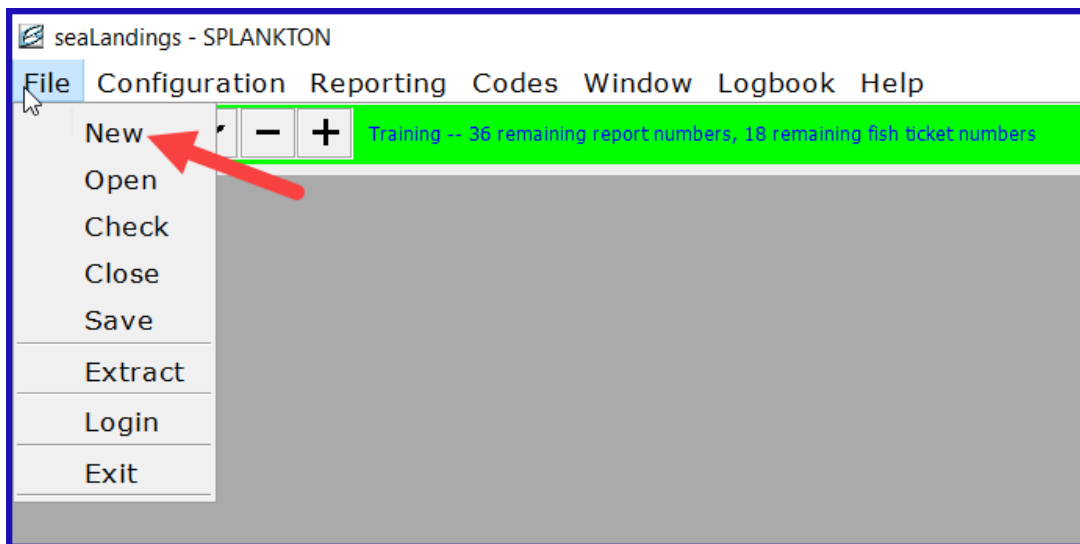 seaLandings - SPLANKTON
File Configuration Reporting Codes Window Logbook Help
Training -- 36 remaining report numbers, 18 remaining fish ticket numbers
New
Open
Check
Close
Save
Extract
Login
Exit